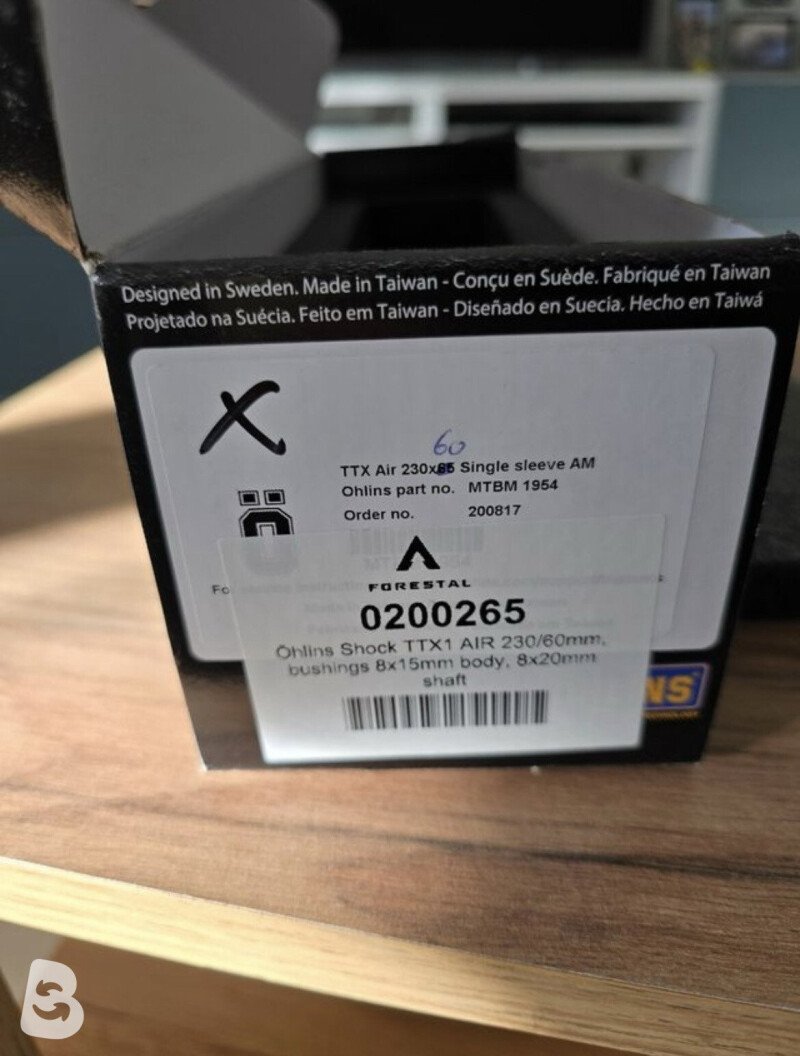 Designed in Sweden. Made in Taiwan - Conçu en Suède. Fabriqué en Taiwan
Projetado na Suécia. Feito em Taiwan - Diseñado en Suecia. Hecho en Taiwá
60
TTX Air 230x65 Single sleeve AM
Ohlins part no. MTBM 1954
Order no. 200817
Fo
FORESTAL
0200265
Öhlins Shock TTX1 AIR 230/60mm,
bushings 8x15mm body, 8x20mm
shaft
NS